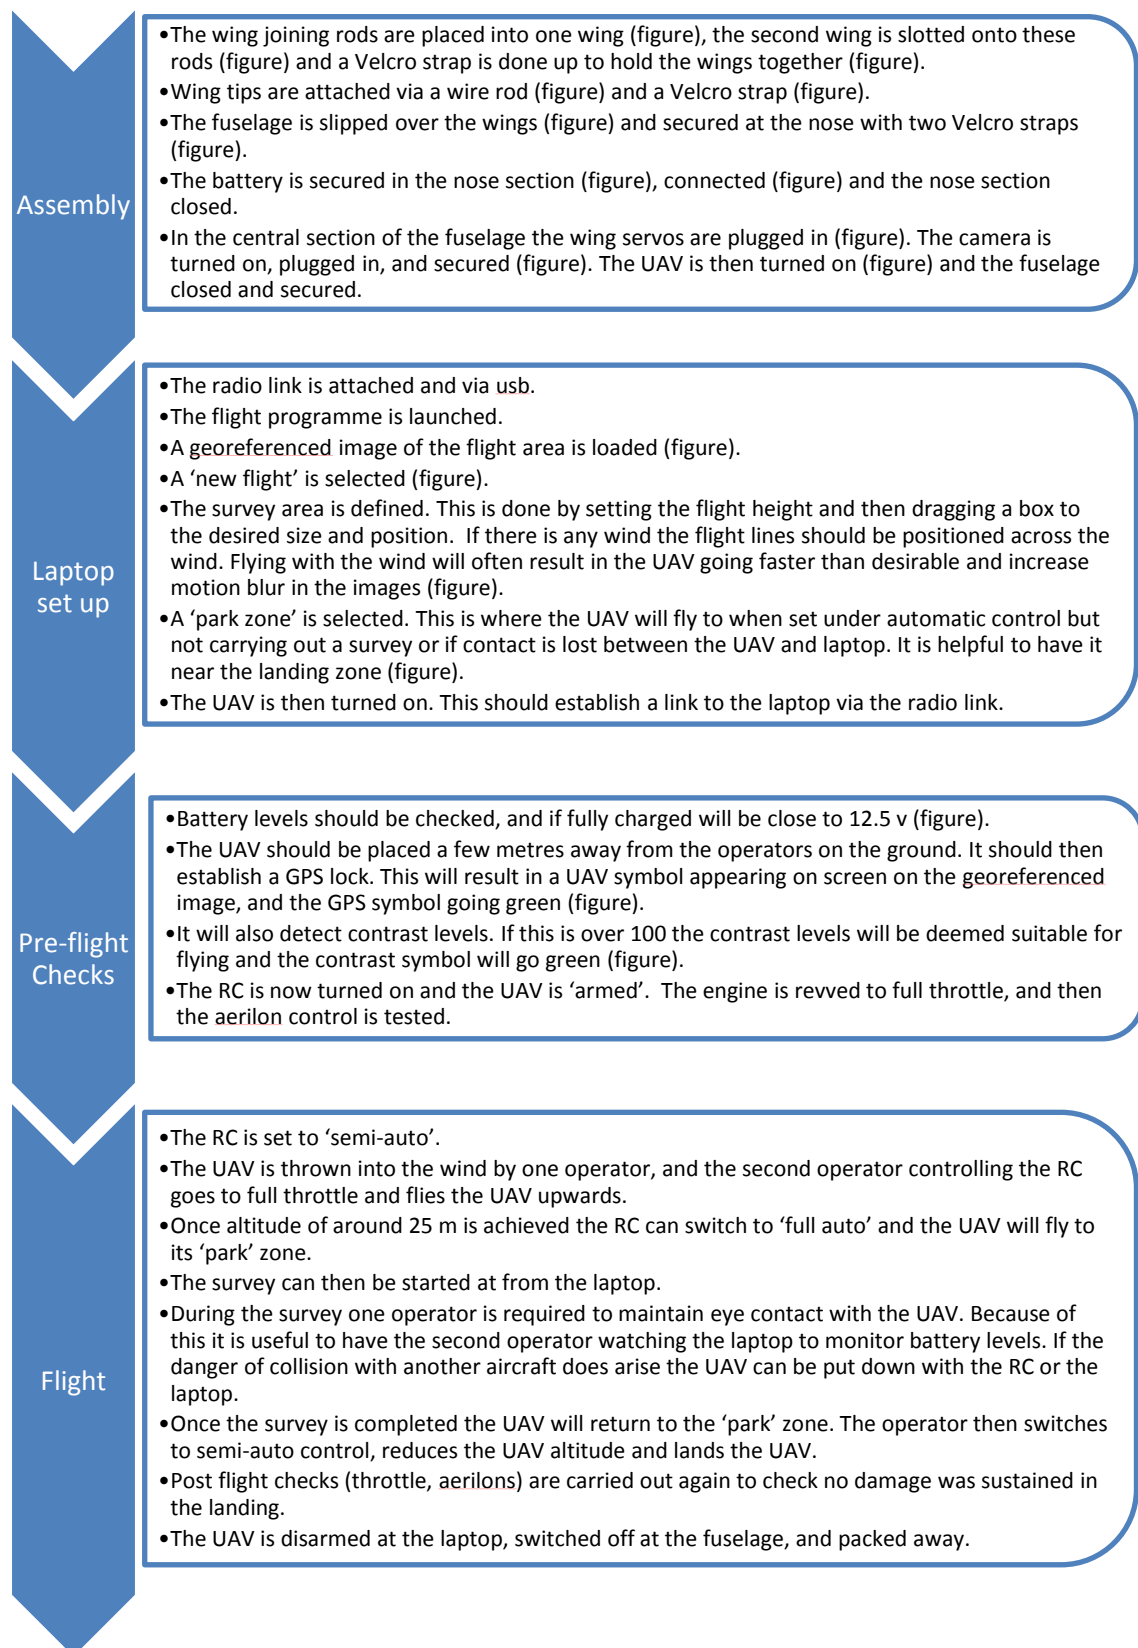 Assembly
•The wing joining rods are placed into one wing (figure), the second wing is slotted onto these
rods (figure) and a Velcro strap is done up to hold the wings together (figure).
•Wing tips are attached via a wire rod (figure) and a Velcro strap (figure).
•The fuselage is slipped over the wings (figure) and secured at the nose with two Velcro straps
(figure).
•The battery is secured in the nose section (figure), connected (figure) and the nose section
closed.
•In the central section of the fuselage the wing servos are plugged in (figure). The camera is
turned on, plugged in, and secured (figure). The UAV is then turned on (figure) and the fuselage
closed and secured.
Laptop
set up
•The radio link is attached and via usb.
•The flight programme is launched.
•A georeferenced image of the flight area is loaded (figure).
•A ‘new flight’ is selected (figure).
•The survey area is defined. This is done by setting the flight height and then dragging a box to
the desired size and position.  If there is any wind the flight lines should be positioned across the
wind. Flying with the wind will often result in the UAV going faster than desirable and increase
motion blur in the images (figure).
•A ‘park zone’ is selected. This is where the UAV will fly to when set under automatic control but
not carrying out a survey or if contact is lost between the UAV and laptop. It is helpful to have it
near the landing zone (figure).
•The UAV is then turned on. This should establish a link to the laptop via the radio link.
Pre-flight
Checks
•Battery levels should be checked, and if fully charged will be close to 12.5 v (figure).
•The UAV should be placed a few metres away from the operators on the ground. It should then
establish a GPS lock. This will result in a UAV symbol appearing on screen on the georeferenced
image, and the GPS symbol going green (figure).
•It will also detect contrast levels. If this is over 100 the contrast levels will be deemed suitable for
flying and the contrast symbol will go green (figure).
•The RC is now turned on and the UAV is ‘armed’.  The engine is revved to full throttle, and then
the aerilon control is tested.
Flight
•The RC is set to ‘semi-auto’.
•The UAV is thrown into the wind by one operator, and the second operator controlling the RC
goes to full throttle and flies the UAV upwards.
•Once altitude of around 25 m is achieved the RC can switch to ‘full auto’ and the UAV will fly to
its ‘park’ zone.
•The survey can then be started at from the laptop.
•During the survey one operator is required to maintain eye contact with the UAV. Because of
this it is useful to have the second operator watching the laptop to monitor battery levels. If the
danger of collision with another aircraft does arise the UAV can be put down with the RC or the
laptop.
•Once the survey is completed the UAV will return to the ‘park’ zone. The operator then switches
to semi-auto control, reduces the UAV altitude and lands the UAV.
•Post flight checks (throttle, aerilons) are carried out again to check no damage was sustained in
the landing.
•The UAV is disarmed at the laptop, switched off at the fuselage, and packed away.